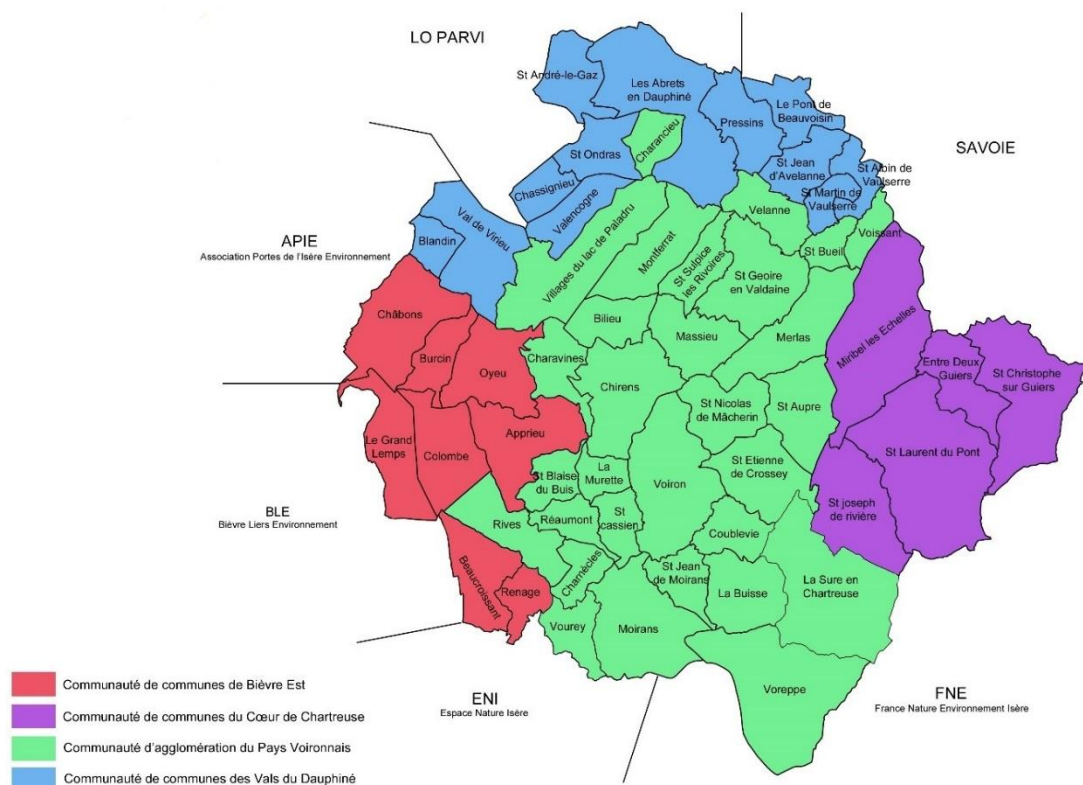 LO PARVI
St André-le-Gaz
Les Abrets
en Dauphiné
Le Pont de
Beauvoisin
Pressins
Charancieu
St Ondras
SAVOIE
St Jean
d'Avelanne
St Albin de
Vaulserre
Chassignieu
St Martin de
Vaulserre
Valencogne
Velanne
Val de Virieu
Voissant
Blandin
APIE
Association Portes de l'Isère Environnement
Villages du lac de Paladru
Montferrat
St Sulpice
les Rivoires
St Bueil
St Geoire
en Valdaine
Châbons
Bilieu
Massieu
Merlas
Miribel les Echelles
Burcin
Oyeu
Charavines
Entre Deux
Guiers
St Christophe
sur Guiers
Chirens
St Nicolas
de Mâcherin
St Aupre
Apprieu
Le Grand
Lemps
Colombe
St Laurent du Pont
St Blaise
du Buis
La
Murette
Voiron
St Etienne
de Crossey
St joseph
de rivière
BLE
Bièvre Liers Environnement
Rives
Réaumont
St
cassien
Coublevie
Charnècles
St Jean
de Moirans
La Sure en
Chartreuse
Beaucroissant
Renage
La Buisse
Vourey
Moirans
Voreppe
ENI
Espace Nature Isère
FNE
France Nature Environnement Isère
Communauté de communes de Bièvre Est
Communauté de communes du Cœur de Chartreuse
Communauté d'agglomération du Pays Voironnais
Communauté de communes des Vals du Dauphiné